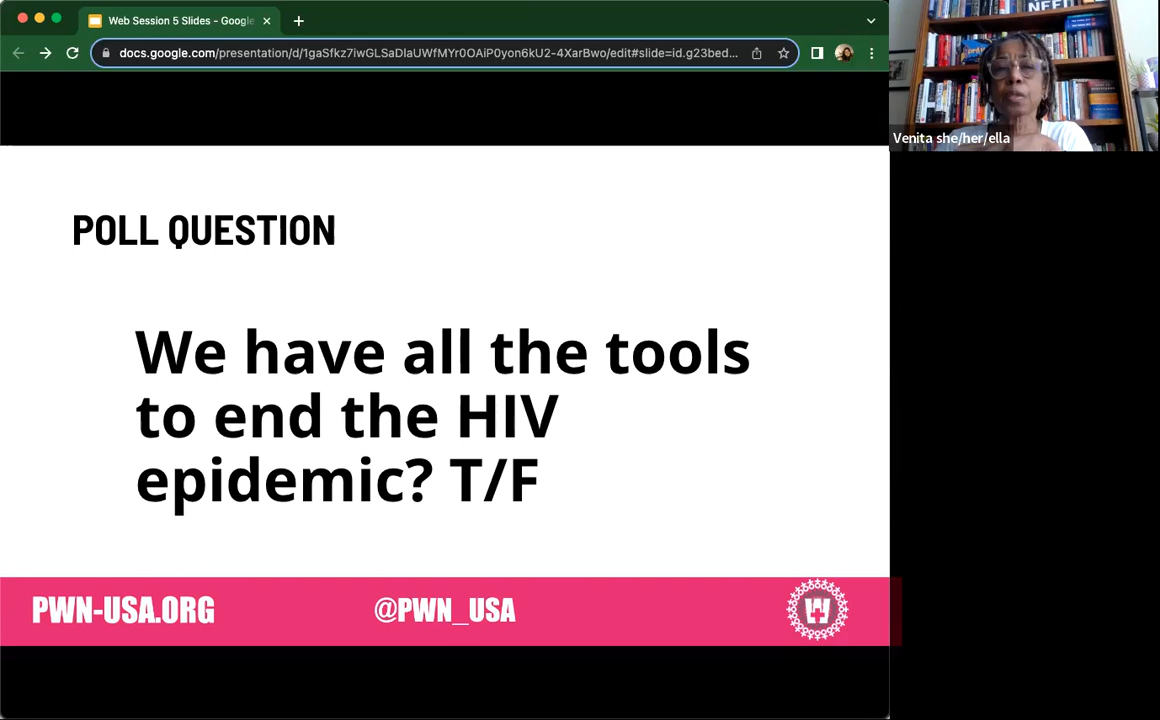 Web Session 5 Slides - Google
docs.google.com/presentation/d/1gaSfkz7iwGLSaDlaUWfMYr0OAiP0yon6kU2-4XarBwo/edit#slide=id.g23bed...
NEED
Venita she/her/ella
POLL QUESTION
We have all the tools
to end the HIV
epidemic? T/F
PWN-USA.ORG
@PWN_USA